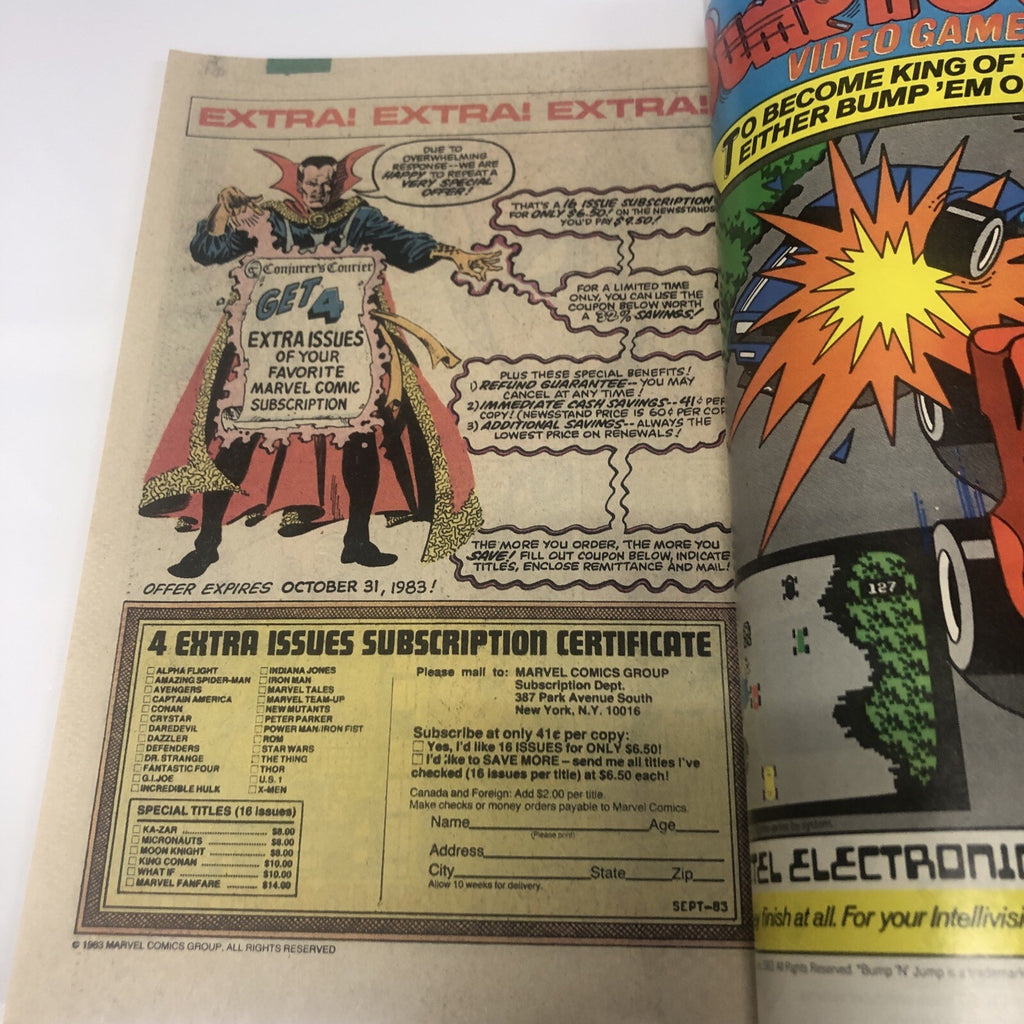 EXTRA! EXTRA! EXTRA!
DUE TO
OVERWHELMING
RESPONSE--WE ARE
HAPPY TO REPEAT A
VERY SPECIAL
OFFER!
THAT'S A 16 ISSUE SUBSCRIPTION
FOR ONLY $6.50! ON THE NEWSSTANDS
YOU'D PAY $9.50!
Conjurer's Courier
GET 4
EXTRA ISSUES
OF YOUR
FAVORITE
MARVEL COMIC
SUBSCRIPTION
FOR A LIMITED TIME
ONLY, YOU CAN USE THE
COUPON BELOW WORTH
A % SAVINGS!
PLUS THESE SPECIAL BENEFITS!
1) REFUND GUARANTEE--YOU MAY
CANCEL AT ANY TIME!
2) IMMEDIATE CASH SAVINGS--41¢ PER
COPY! (NEWSSTAND PRICE IS 60¢ PER COP
3) ADDITIONAL SAVINGS--ALWAYS THE
LOWEST PRICE ON RENEWALS!
THE MORE YOU ORDER, THE MORE YOU
SAVE! FILL OUT COUPON BELOW, INDICATE
TITLES, ENCLOSE REMITTANCE AND MAIL!
OFFER EXPIRES OCTOBER 31, 1983!
4 EXTRA ISSUES SUBSCRIPTION CERTIFICATE
ALPHA FLIGHT
AMAZING SPIDER-MAN
AVENGERS
CAPTAIN AMERICA
CONAN
CRYSTAR
DAREDEVIL
DAZZLER
DEFENDERS
DR. STRANGE
FANTASTIC FOUR
G.I. JOE
INCREDIBLE HULK
INDIANA JONES
IRON MAN
MARVEL TALES
MARVEL TEAM-UP
NEW MUTANTS
PETER PARKER
POWER MAN/IRON FIST
ROM
STAR WARS
THE THING
THOR
U.S. 1
X-MEN
SPECIAL TITLES (16 issues)
KA-ZAR $8.00
MICRONAUTS $8.00
MOON KNIGHT $8.00
KING CONAN $10.00
WHAT IF $10.00
MARVEL FANFARE $14.00
Please mail to: MARVEL COMICS GROUP
Subscription Dept.
387 Park Avenue South
New York, N.Y. 10016
Subscribe at only 41¢ per copy:
Yes, I'd like 16 ISSUES for ONLY $6.50!
I'd like to SAVE MORE – send me all titles I've
checked (16 issues per title) at $6.50 each!
Canada and Foreign: Add $2.00 per title.
Make checks or money orders payable to Marvel Comics.
Name Age
(Please print)
Address
City State Zip
Allow 10 weeks for delivery.
SEPT-83
© 1983 MARVEL COMICS GROUP. ALL RIGHTS RESERVED
VIDEO GAME
TO BECOME KING OF
EITHER BUMP 'EM O
127
EL ELECTRONIC
finish at all. For your Intellivisi
All Rights Reserved. "Bump 'N' Jump is a trademark